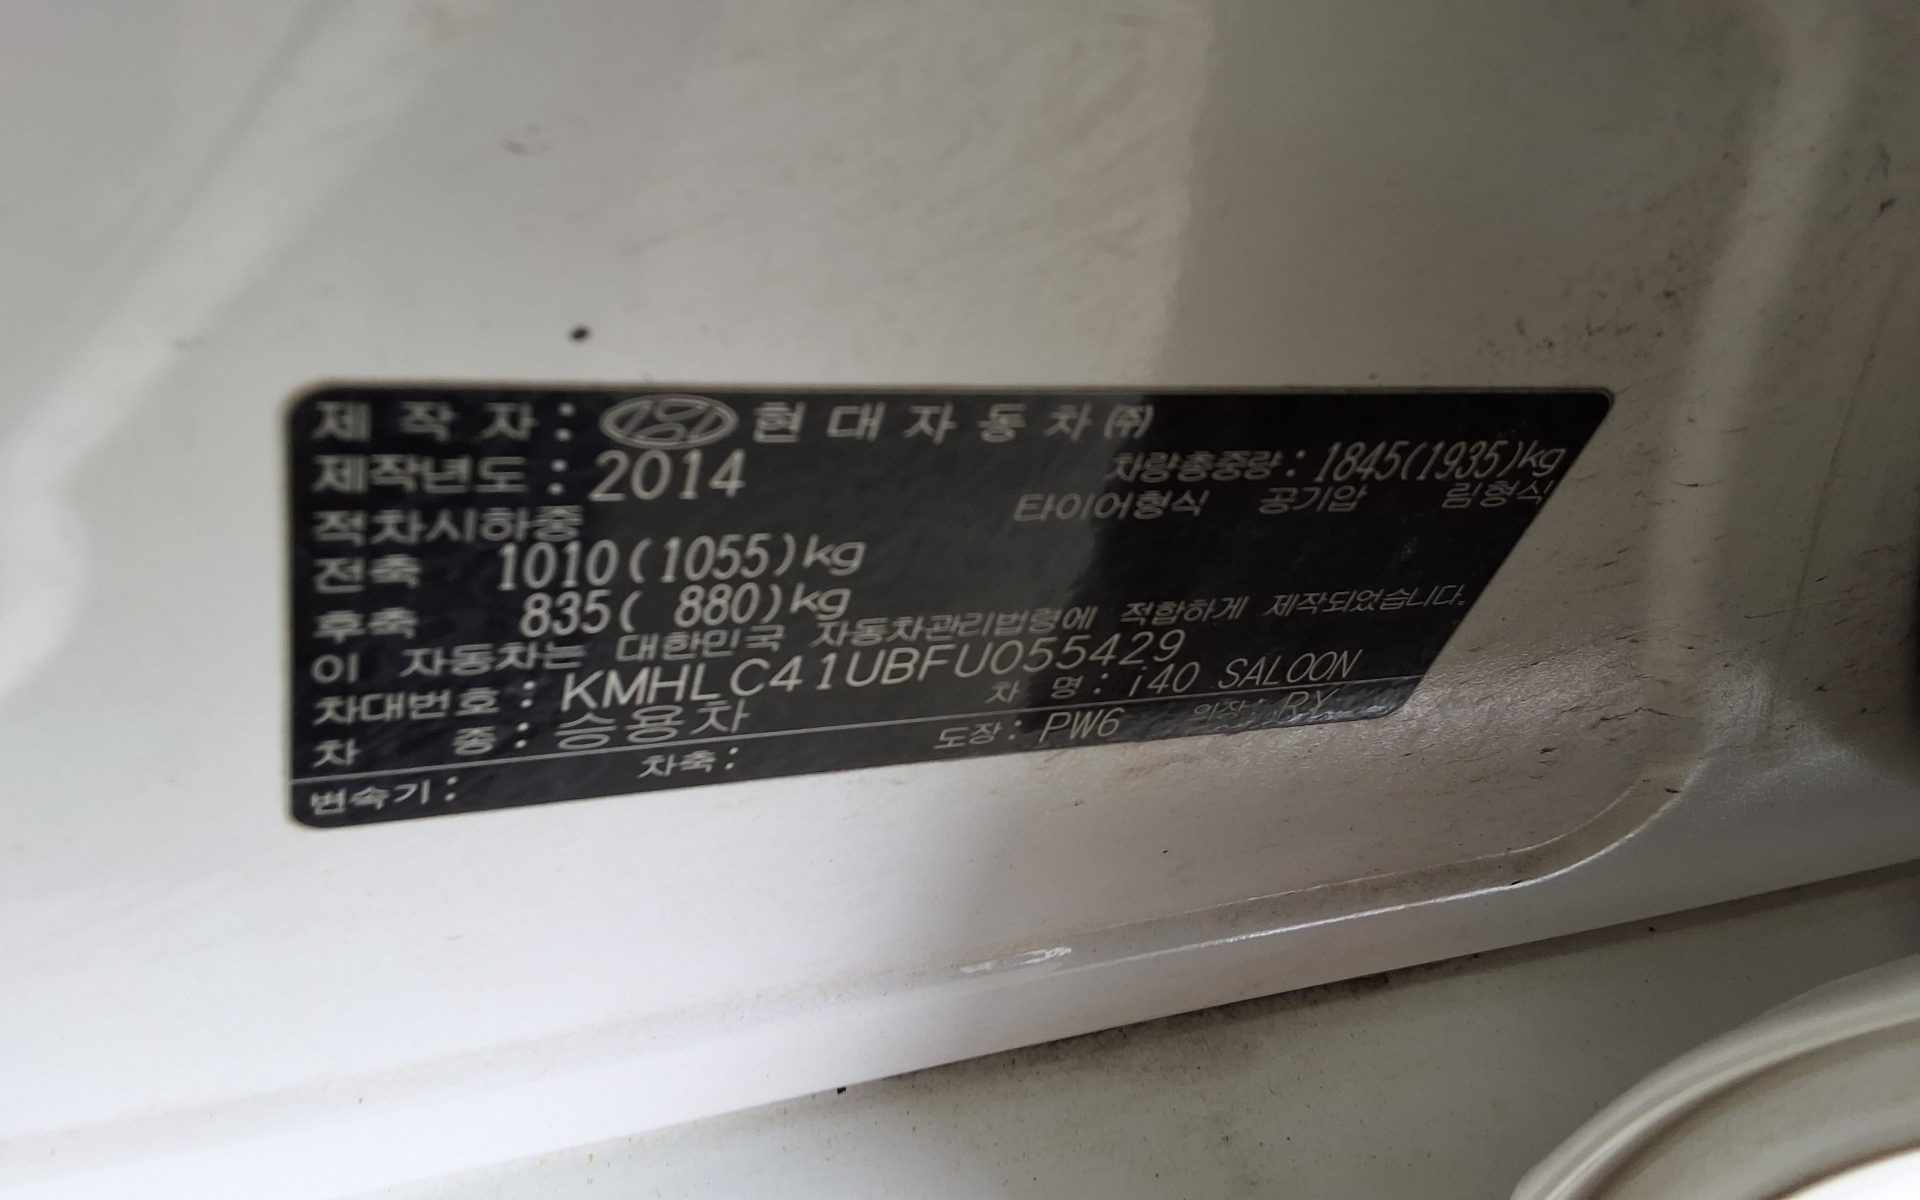 제 작 자 : 현 대 자 동 차 ㈜
제작년도 : 2014
차량총중량 : 1845(1935)kg
적차시하중
타이어형식 공기압 림형식
전축 1010(1055)kg
후축 835( 880)kg
이 자동차는 대한민국 자동차관리법령에 적합하게 제작되었습니다.
차대번호 : KMHLC41UBFU055429
차 종 : 승용차 차 명 : i40 SALOON
변속기 : 차축 : 도장 : PW6 외장 : RY